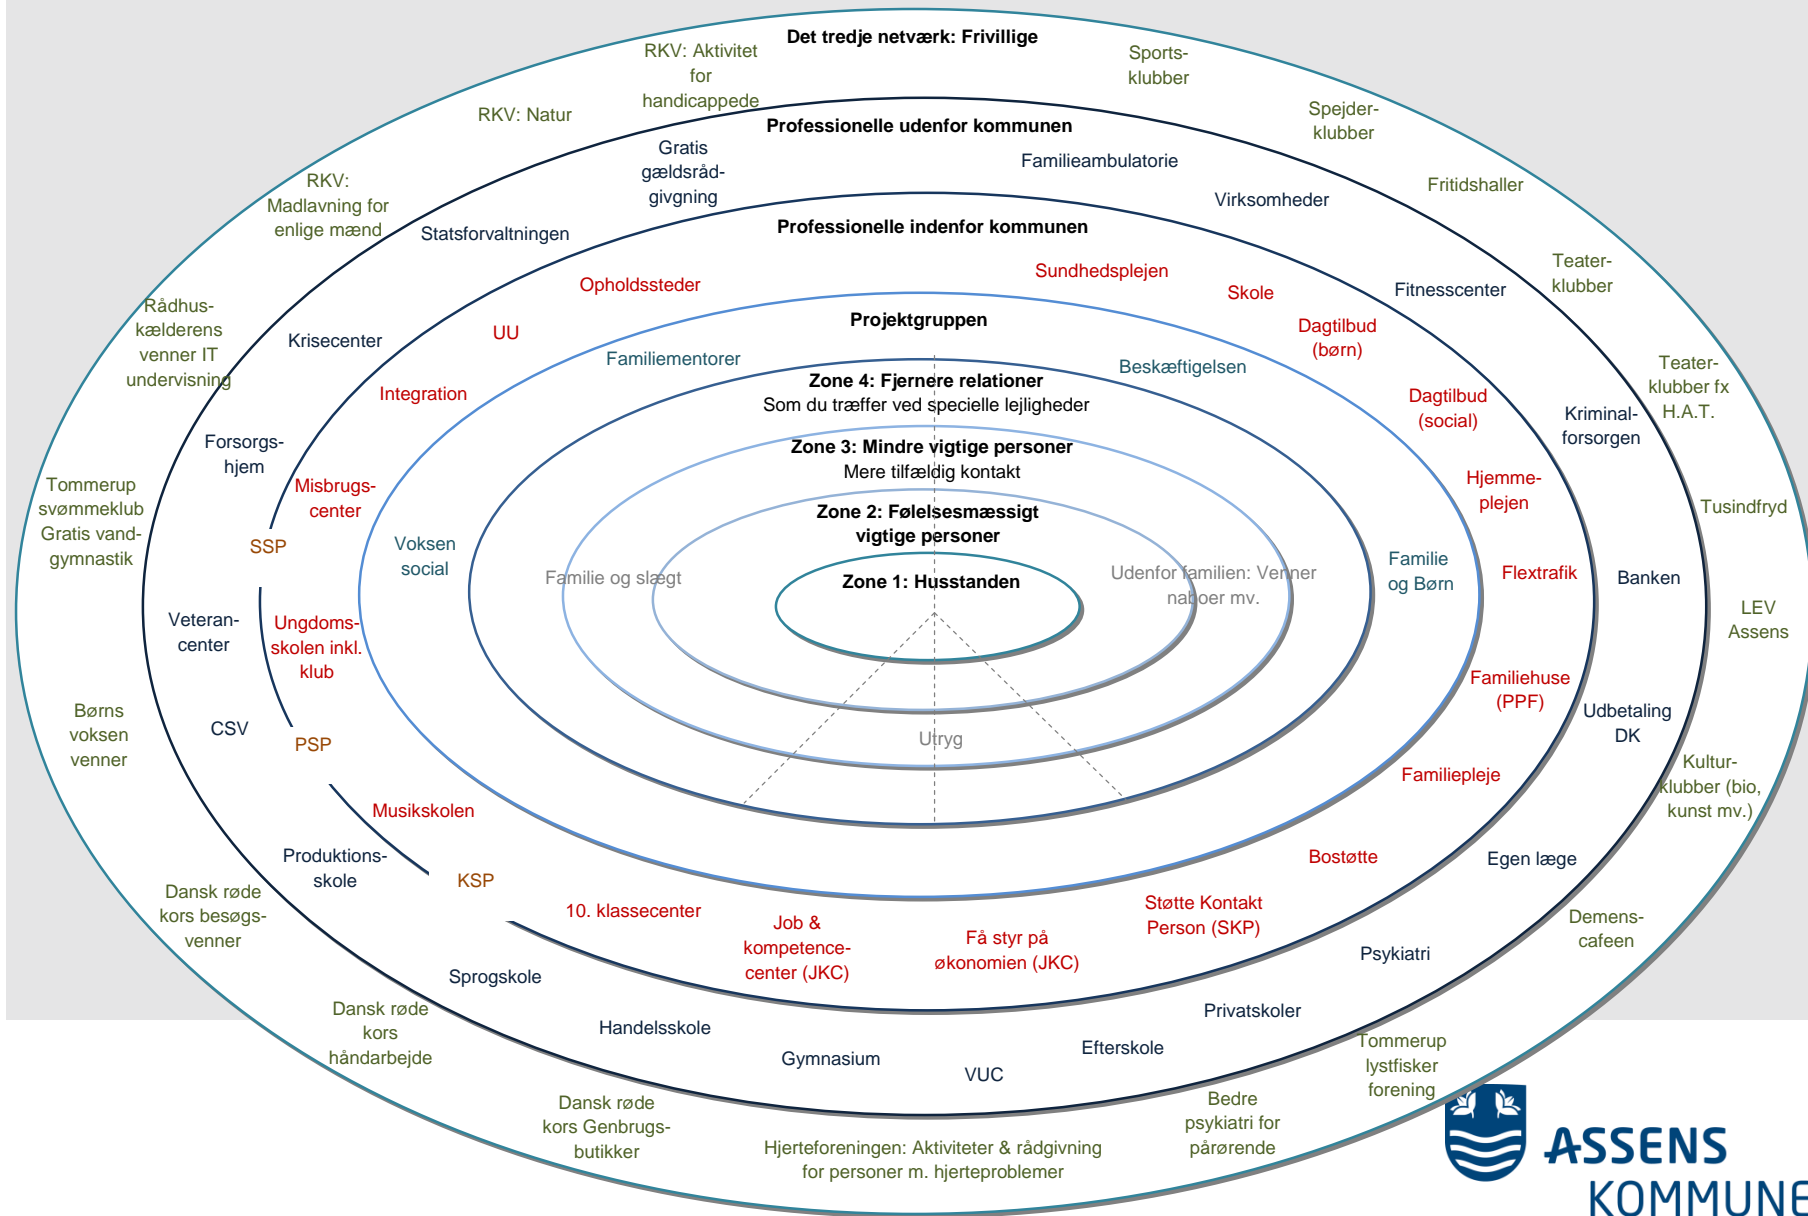 Det tredje netværk: Frivillige
RKV: Aktivitet
for
handicappede
Sports-
klubber
RKV: Natur
Spejder-
klubber
Professionelle udenfor kommunen
Gratis
gældsråd-
givgning
Familieambulatorie
RKV:
Madlavning for
enlige mænd
Fritidshaller
Virksomheder
Statsforvaltningen
Professionelle indenfor kommunen
Teater-
klubber
Opholdssteder
Sundhedsplejen
Skole
Fitnesscenter
Rådhus-
kælderens
venner IT
undervisning
Krisecenter
UU
Projektgruppen
Dagtilbud
(børn)
Familiementorer
Beskæftigelsen
Teater-
klubber fx
H.A.T.
Integration
Zone 4: Fjernere relationer
Som du træffer ved specielle lejligheder
Dagtilbud
(social)
Kriminal-
forsorgen
Forsorgs-
hjem
Zone 3: Mindre vigtige personer
Mere tilfældig kontakt
Tommerup
svømmeklub
Gratis vand-
gymnastik
Misbrugs-
center
Hjemme-
plejen
Tusindfryd
Zone 2: Følelsesmæssigt
vigtige personer
SSP
Voksen
social
Familie og slægt
Zone 1: Husstanden
Udenfor familien: Venner
naboer mv.
Familie
og Børn
Flextrafik
Banken
Veteran-
center
Ungdoms-
skolen inkl.
klub
LEV
Assens
Familiehuse
(PPF)
Børns
voksen
venner
CSV
PSP
Utryg
Udbetaling
DK
Familiepleje
Kultur-
klubber (bio,
kunst mv.)
Musikskolen
Produktions-
skole
KSP
Bostøtte
Egen læge
Dansk røde
kors besøgs-
venner
10. klassecenter
Job &
kompetence-
center (JKC)
Få styr på
økonomien (JKC)
Støtte Kontakt
Person (SKP)
Demens-
cafeen
Psykiatri
Sprogskole
Dansk røde
kors
håndarbejde
Handelsskole
Gymnasium
VUC
Efterskole
Privatskoler
Tommerup
lystfisker
forening
Dansk røde
kors Genbrugs-
butikker
Hjerteforeningen: Aktiviteter & rådgivning
for personer m. hjerteproblemer
Bedre
psykiatri for
pårørende
ASSENS
KOMMUNE